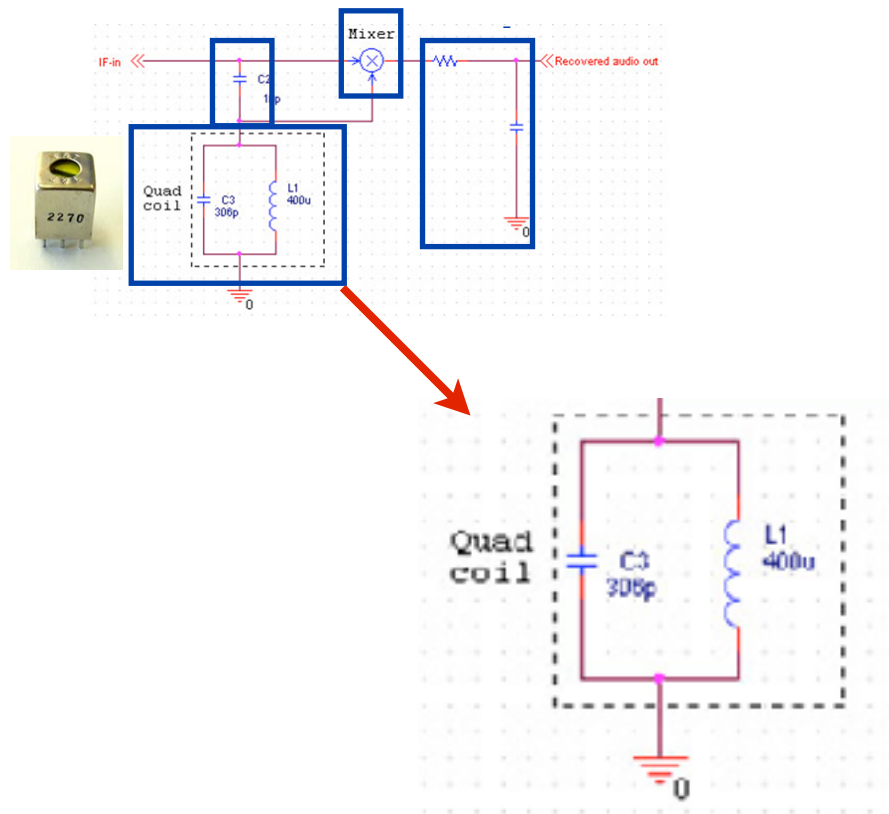 Mixer
IF-in
Recovered audio out
C2
10p
Quad
coil
C3
306p
L1
400u
0
0
2270
Quad
coil
C3
306p
L1
400u
0